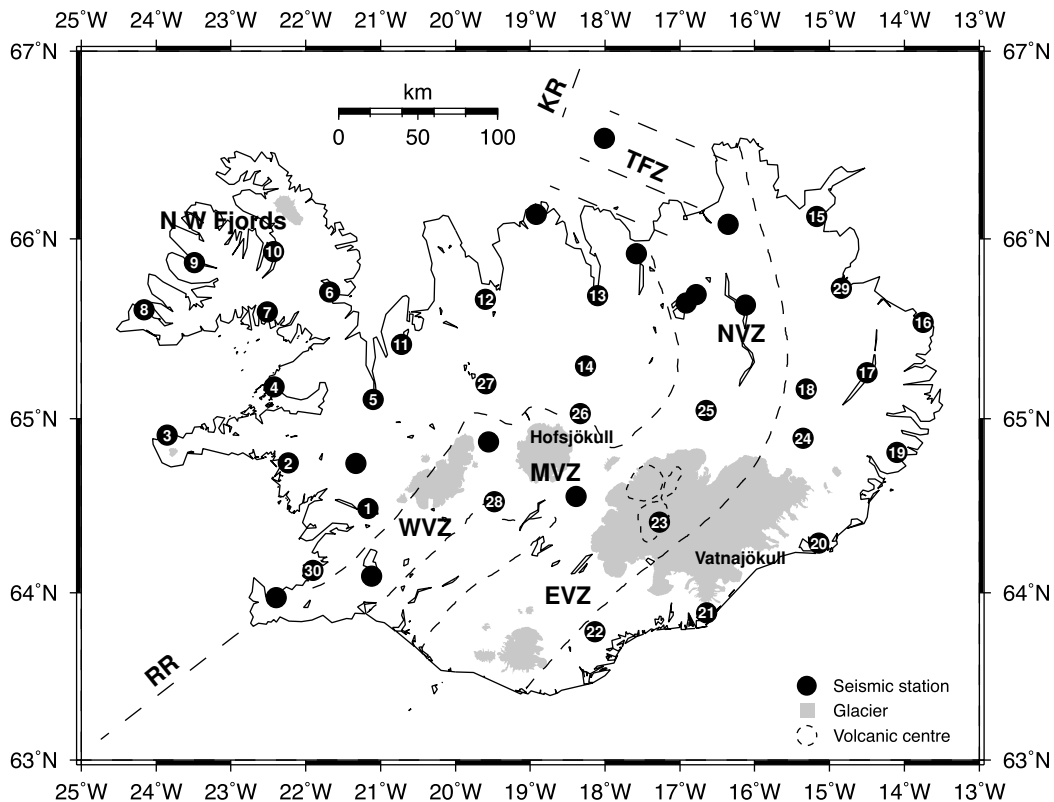 25˚W 24˚W 23˚W 22˚W 21˚W 20˚W 19˚W 18˚W 17˚W 16˚W 15˚W 14˚W 13˚W
67˚N 67˚N
km
0 50 100
KR
TFZ
N W Fjords
15
66˚N 66˚N
10
9
6
29
8
7
12
13
16
NVZ
11
14
17
4
27
18
5
25
65˚N 65˚N
26
3
Hofsjökull
24
2
19
MVZ
28
1
WVZ
23
20
Vatnajökull
30
64˚N 64˚N
EVZ
21
22
RR
Seismic station
Glacier
Volcanic centre
63˚N 63˚N
25˚W 24˚W 23˚W 22˚W 21˚W 20˚W 19˚W 18˚W 17˚W 16˚W 15˚W 14˚W 13˚W